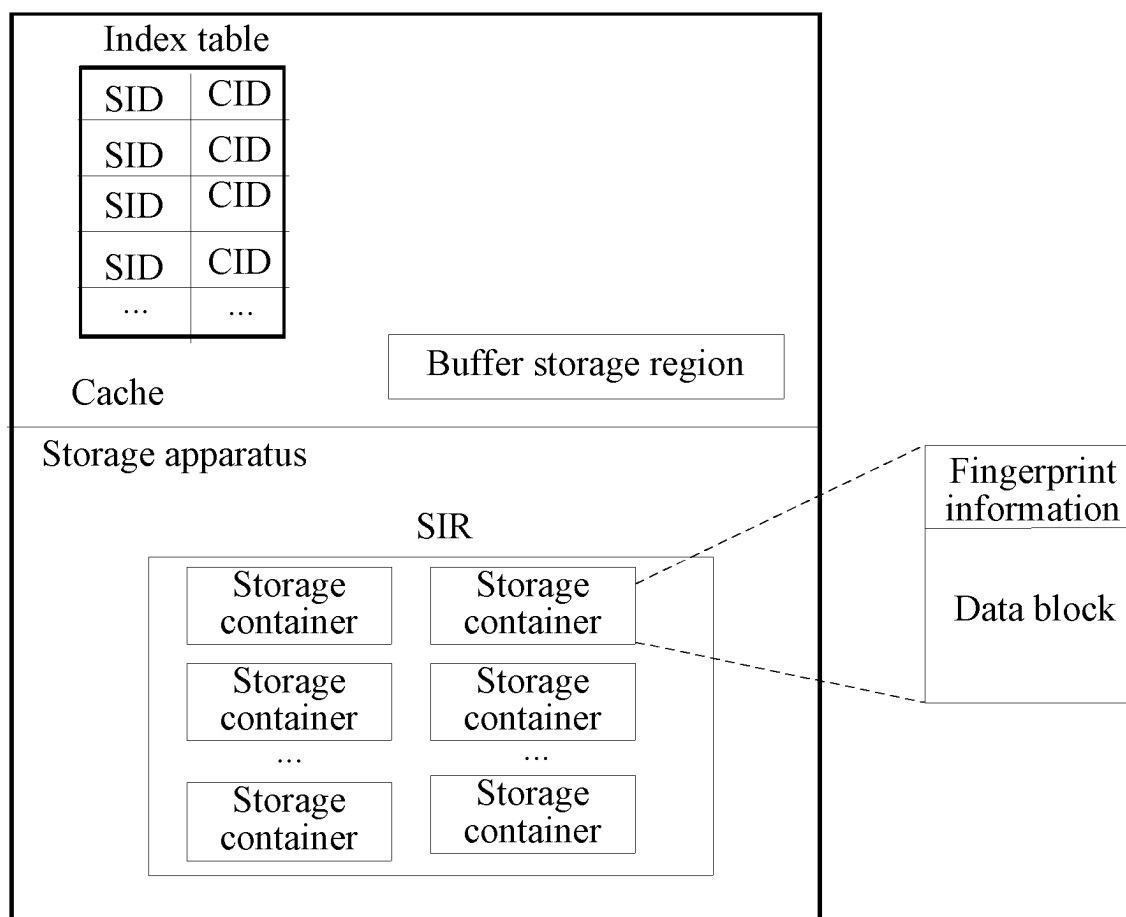 Index table
SID CID
SID CID
SID CID
SID CID
... ...
Buffer storage region
Cache
Storage apparatus
SIR
Storage
container
Storage
container
Storage
container
Storage
container
...
...
Storage
container
Storage
container
Fingerprint
information
Data block